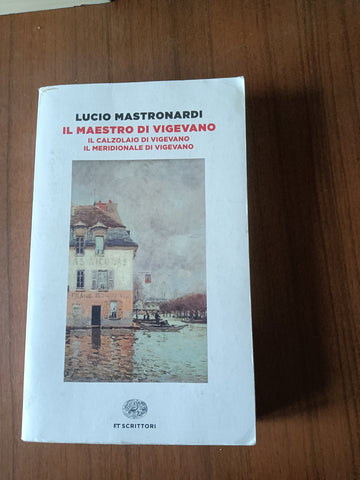 LUCIO MASTRONARDI
IL MAESTRO DI VIGEVANO
IL CALZOLAIO DI VIGEVANO
IL MERIDIONALE DI VIGEVANO
ET SCRITTORI